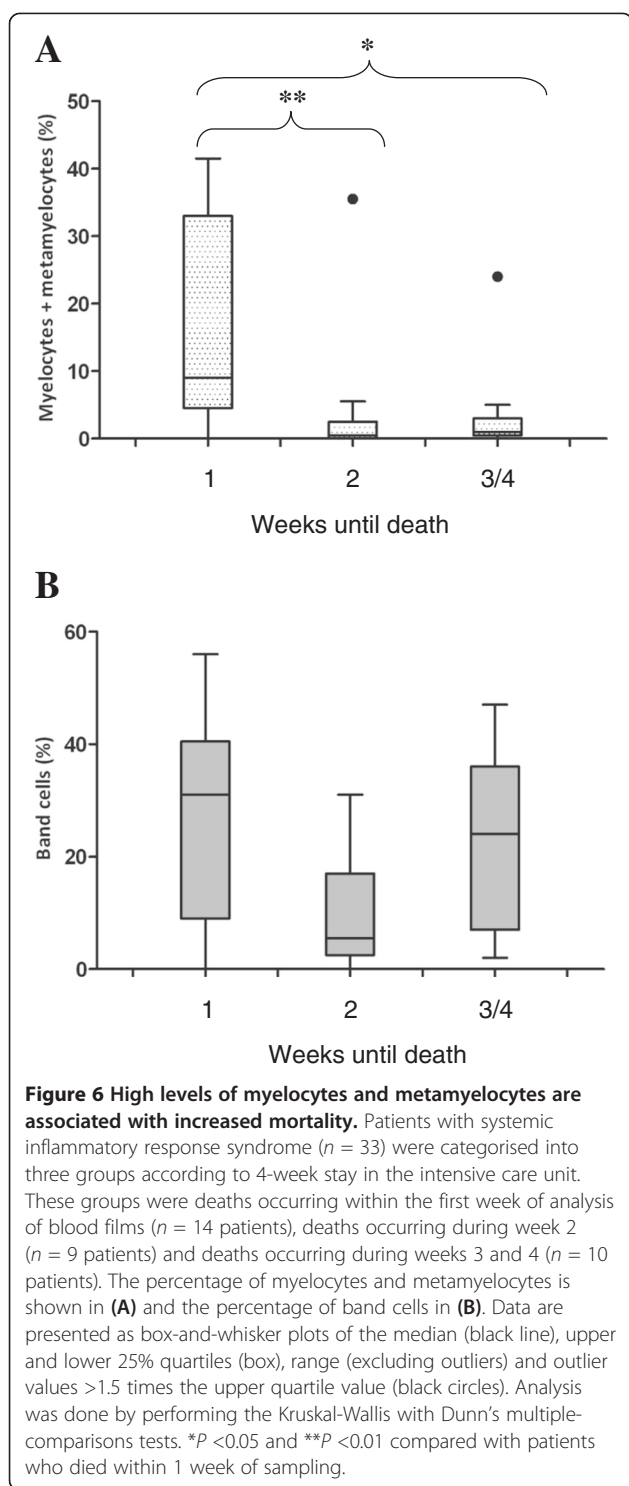 A
*
**
50
40
30
20
10
0
Myelocytes + metamyelocytes (%)
1 2 3/4
Weeks until death
B
60
40
20
0
Band cells (%)
1 2 3/4
Weeks until death
Figure 6 High levels of myelocytes and metamyelocytes are
associated with increased mortality. Patients with systemic
inflammatory response syndrome (n = 33) were categorised into
three groups according to 4-week stay in the intensive care unit.
These groups were deaths occurring within the first week of analysis
of blood films (n = 14 patients), deaths occurring during week 2
(n = 9 patients) and deaths occurring during weeks 3 and 4 (n = 10
patients). The percentage of myelocytes and metamyelocytes is
shown in (A) and the percentage of band cells in (B). Data are
presented as box-and-whisker plots of the median (black line), upper
and lower 25% quartiles (box), range (excluding outliers) and outlier
values >1.5 times the upper quartile value (black circles). Analysis
was done by performing the Kruskal-Wallis with Dunn's multiple-
comparisons tests. *P <0.05 and **P <0.01 compared with patients
who died within 1 week of sampling.